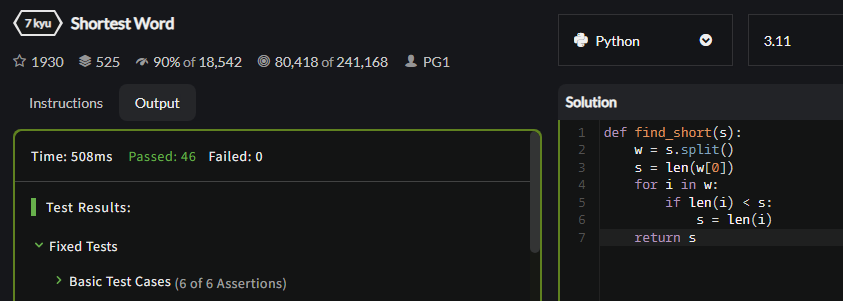 7 kyu Shortest Word
1930 525 90% of 18,542 80,418 of 241,168 PG1
Instructions Output
Time: 508ms Passed: 46 Failed: 0
Test Results:
Fixed Tests
Basic Test Cases (6 of 6 Assertions)
Python 3.11
Solution
1 def find_short(s):
2 w = s.split()
3 s = len(w[0])
4 for i in w:
5 if len(i) < s:
6 s = len(i)
7 return s